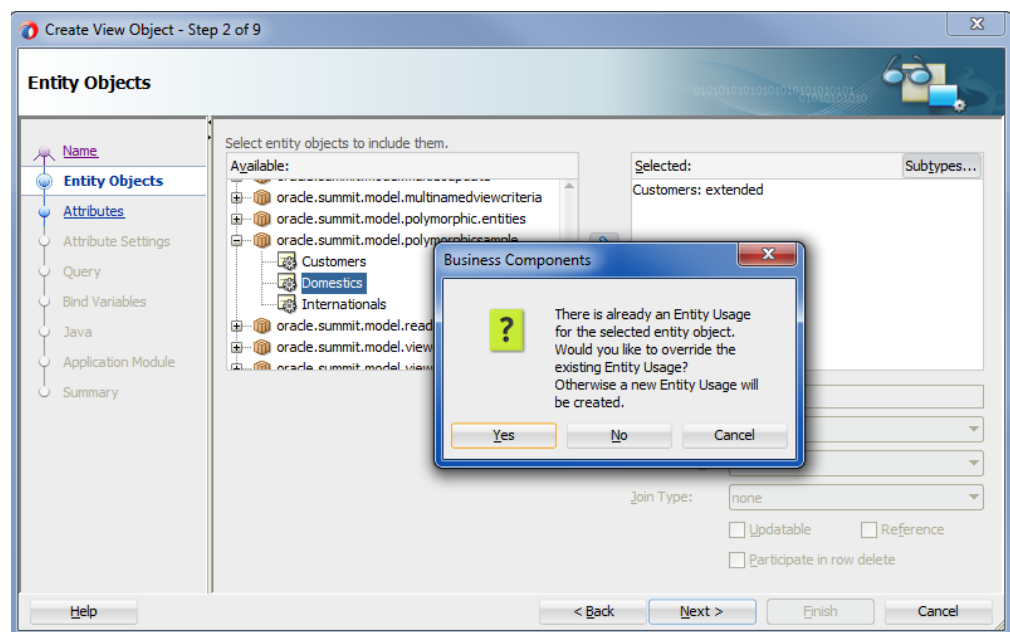 Create View Object - Step 2 of 9
Entity Objects
Name
Entity Objects
Attributes
Attribute Settings
Query
Bind Variables
Java
Application Module
Summary
Select entity objects to include them.
Available:
oracle.summit.model.multinamedviewcriteria
oracle.summit.model.polymorphic.entities
oracle.summit.model.polymorphicsample
Customers
Domestics
Internationals
oracle.summit.model.read
oracle.summit.model.view
oracle.summit.model.view
Selected:
Subtypes...
Customers: extended
Business Components
There is already an Entity Usage
for the selected entity object.
Would you like to override the
existing Entity Usage?
Otherwise a new Entity Usage will
be created.
Yes
No
Cancel
Join Type:
none
Updatable
Reference
Participate in row delete
Help
< Back
Next >
Finish
Cancel